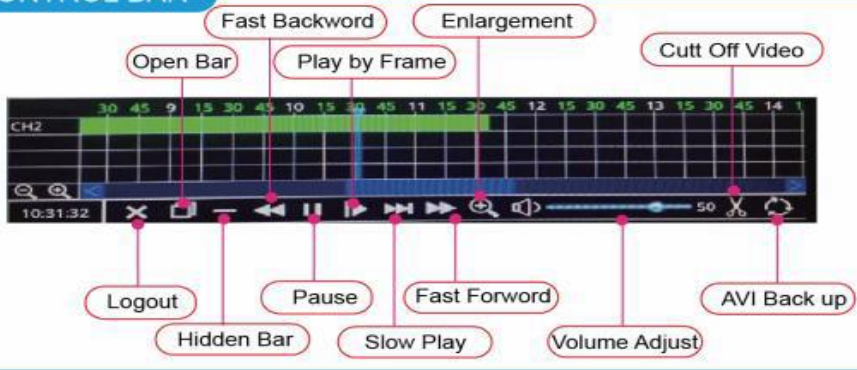 Fast Backword
Enlargement
Cutt Off Video
Open Bar
Play by Frame
30 45 9 15 30 45 10 15 30 45 11 15 30 45 12 15 30 45 13 15 30 45 14 1
CH2
10:31:32
50
Logout
Pause
Fast Forword
AVI Back up
Hidden Bar
Slow Play
Volume Adjust